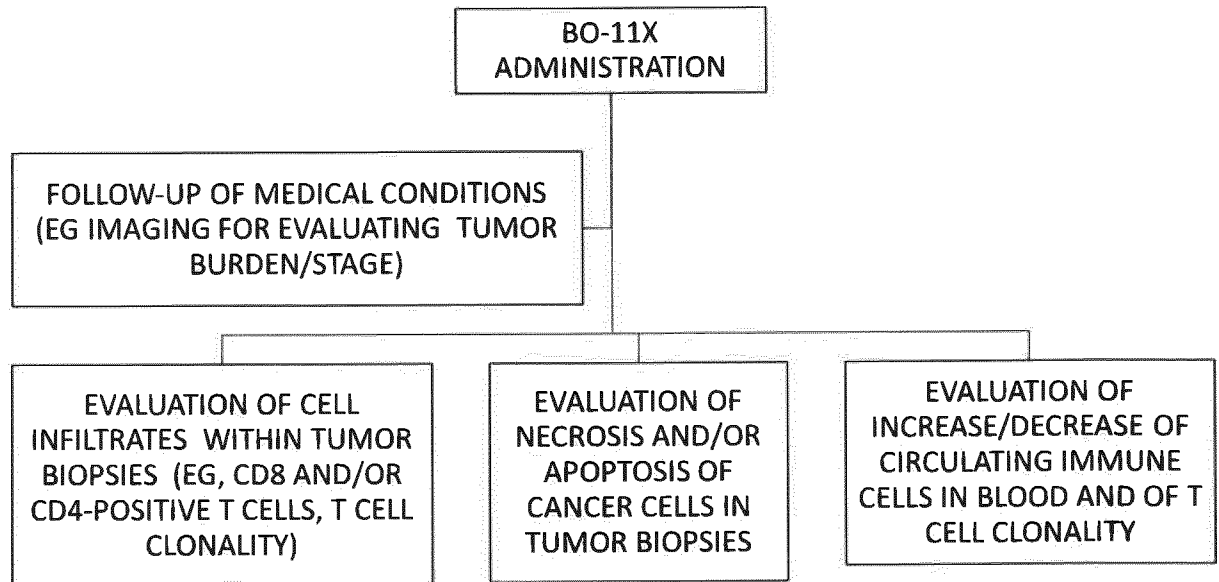 BO-11X
ADMINISTRATION
FOLLOW-UP OF MEDICAL CONDITIONS
(EG IMAGING FOR EVALUATING TUMOR
BURDEN/STAGE)
EVALUATION OF CELL
INFILTRATES WITHIN TUMOR
BIOPSIES (EG, CD8 AND/OR
CD4-POSITIVE T CELLS, T CELL
CLONALITY)
EVALUATION OF
NECROSIS AND/OR
APOPTOSIS OF
CANCER CELLS IN
TUMOR BIOPSIES
EVALUATION OF
INCREASE/DECREASE OF
CIRCULATING IMMUNE
CELLS IN BLOOD AND OF T
CELL CLONALITY